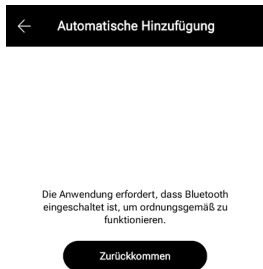 Automatische Hinzufügung
Die Anwendung erfordert, dass Bluetooth
eingeschaltet ist, um ordnungsgemäß zu
funktionieren.
Zurückkommen